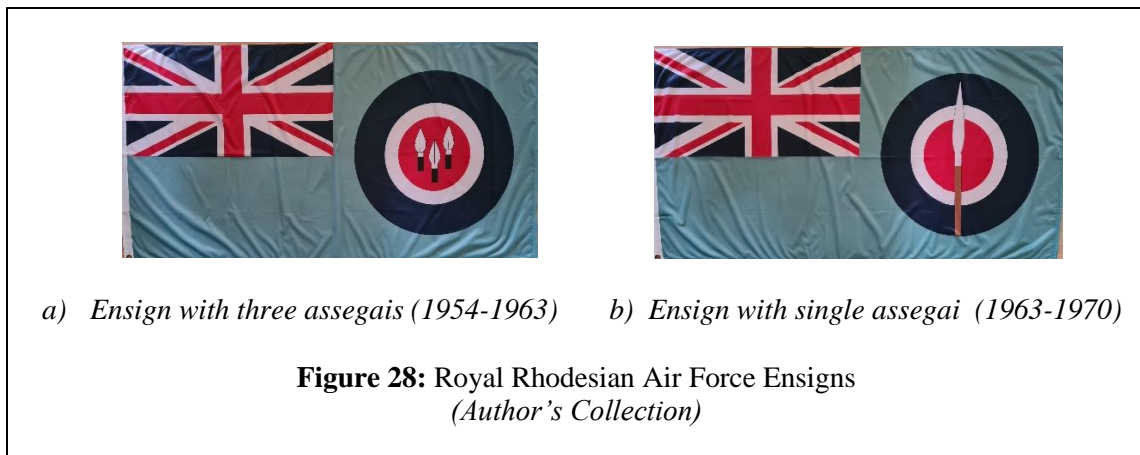 a) Ensign with three assegais (1954-1963) b) Ensign with single assegai (1963-1970)
Figure 28: Royal Rhodesian Air Force Ensigns
(Author's Collection)